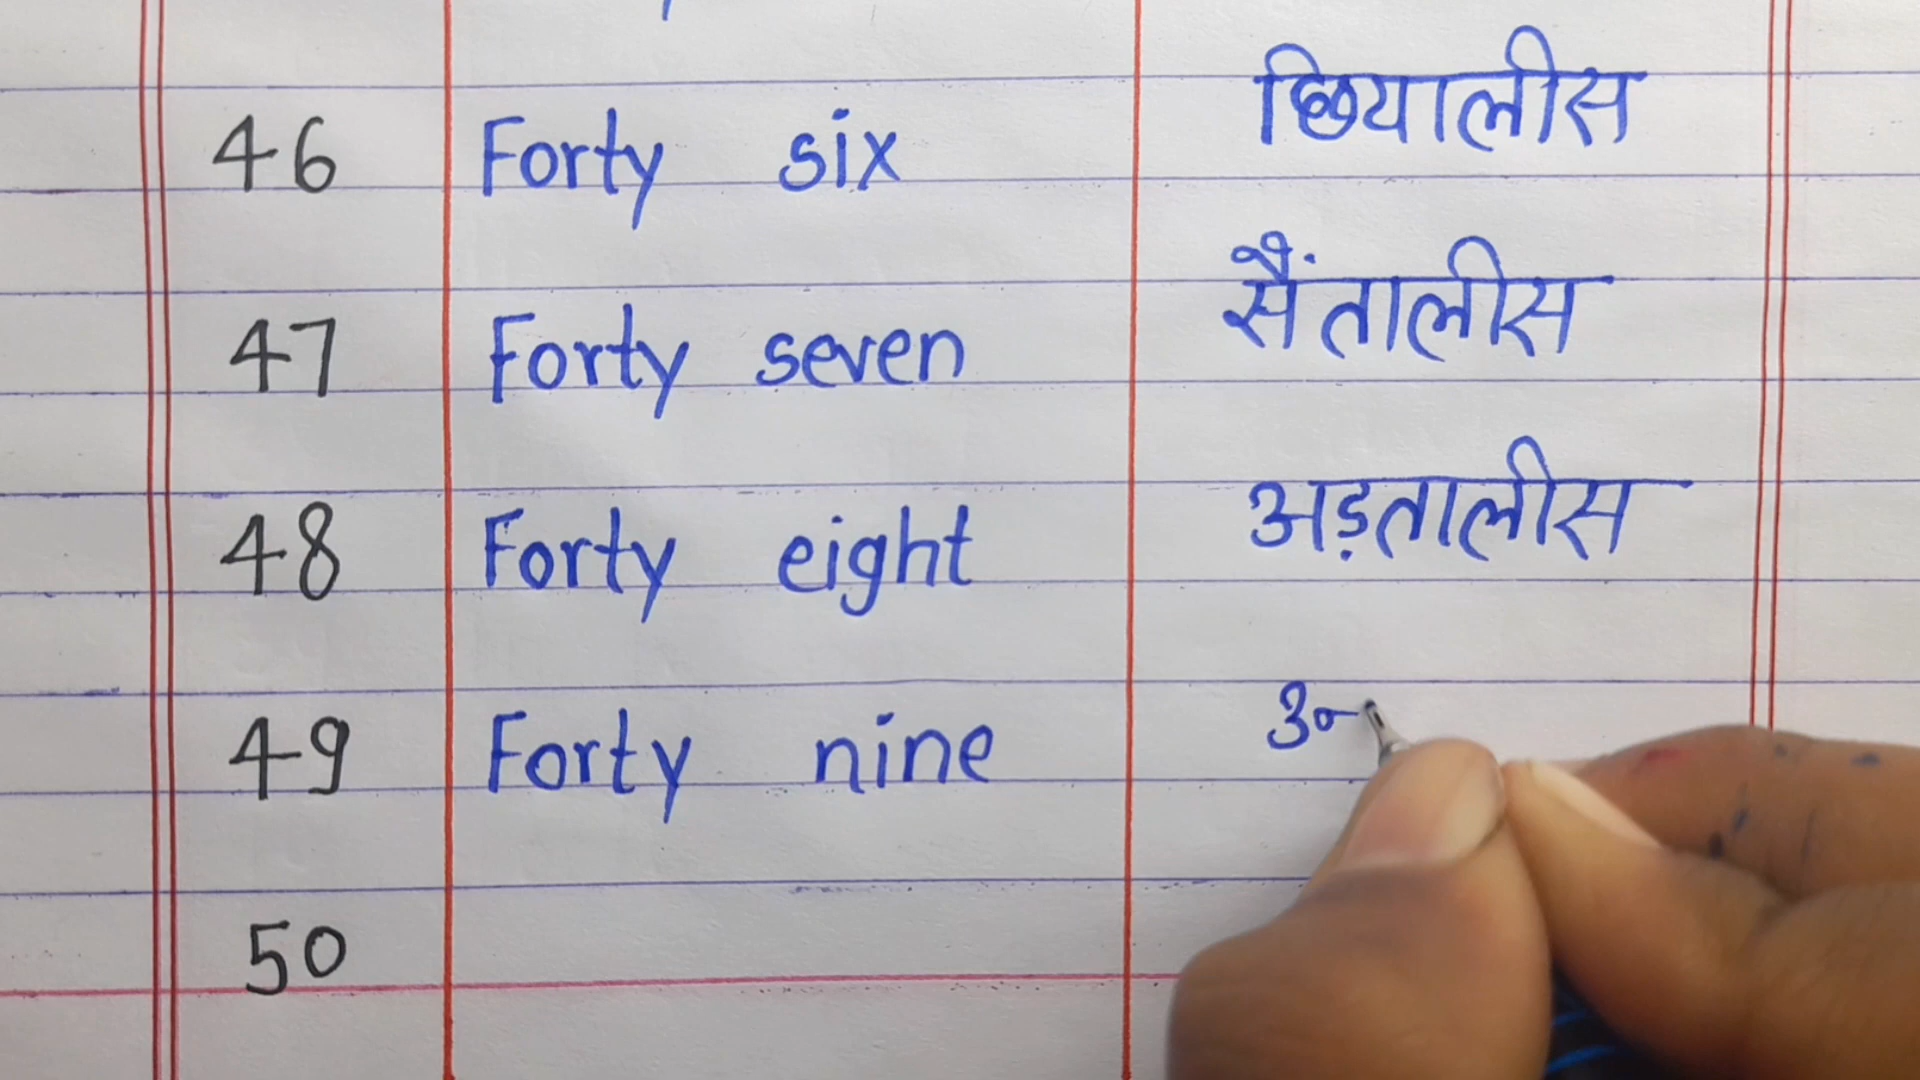 46 Forty six छियालीस
47 Forty seven सैंतालीस
48 Forty eight अड़तालीस
49 Forty nine
50